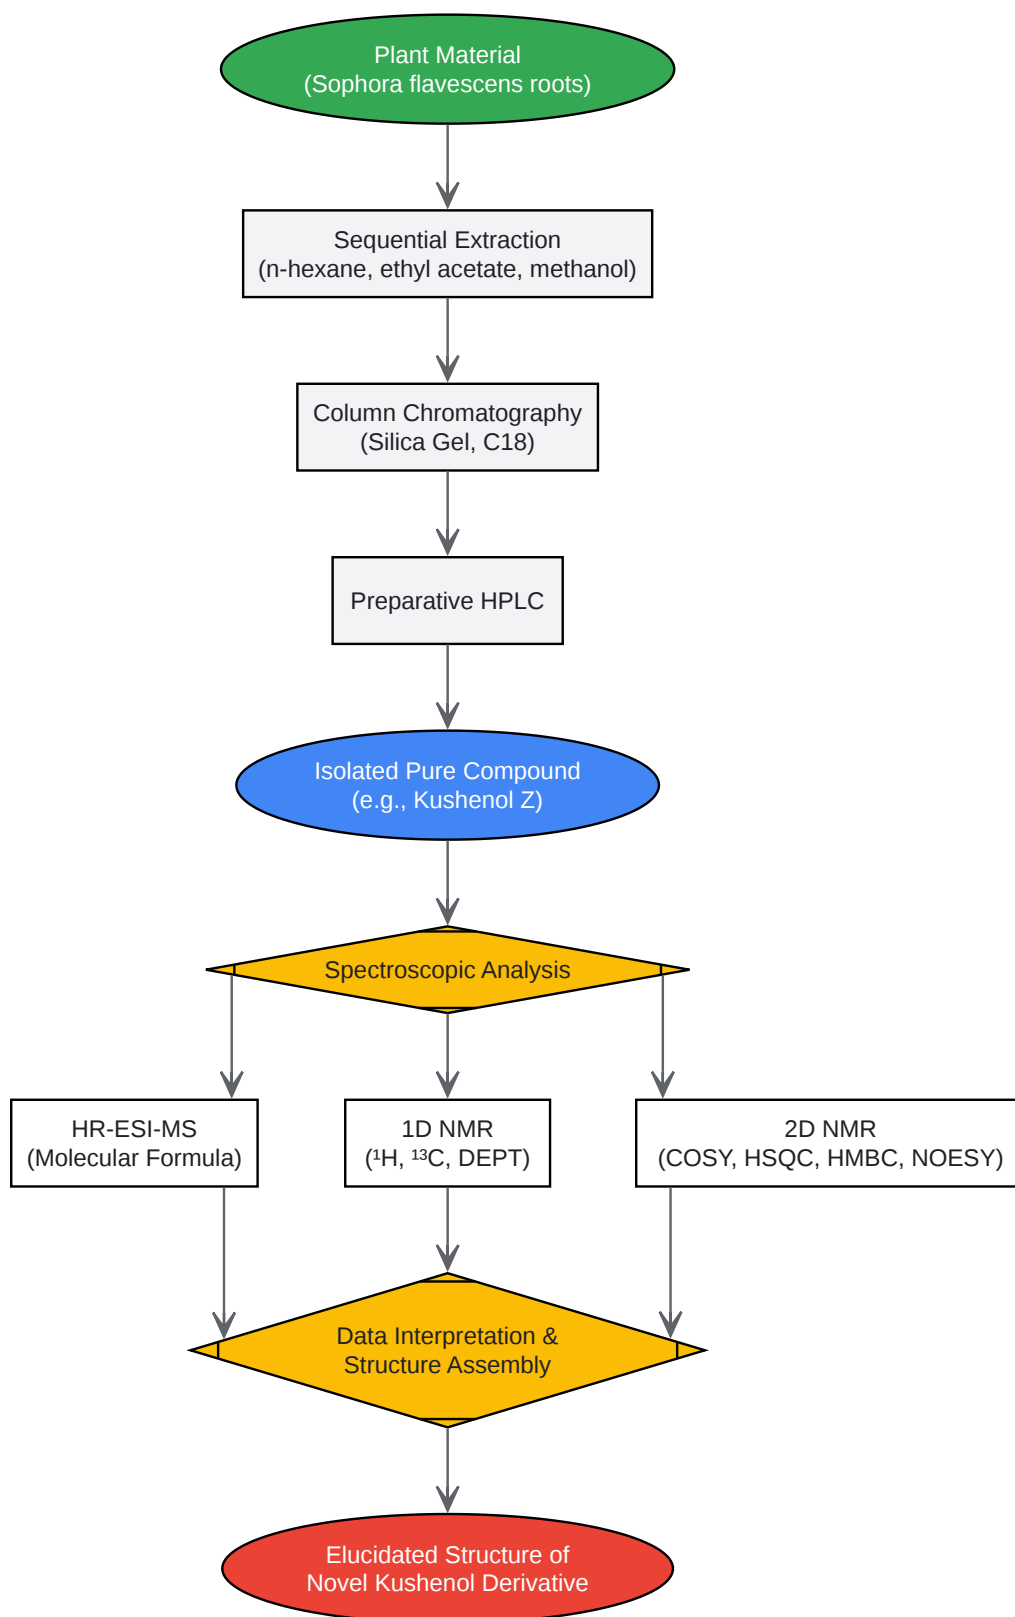 Plant Material
(Sophora flavescens roots)
Sequential Extraction
(n-hexane, ethyl acetate, methanol)
Column Chromatography
(Silica Gel, C18)
Preparative HPLC
Isolated Pure Compound
(e.g., Kushenol Z)
Spectroscopic Analysis
HR-ESI-MS
(Molecular Formula)
1D NMR
(¹H, ¹³C, DEPT)
2D NMR
(COSY, HSQC, HMBC, NOESY)
Data Interpretation &
Structure Assembly
Elucidated Structure of
Novel Kushenol Derivative